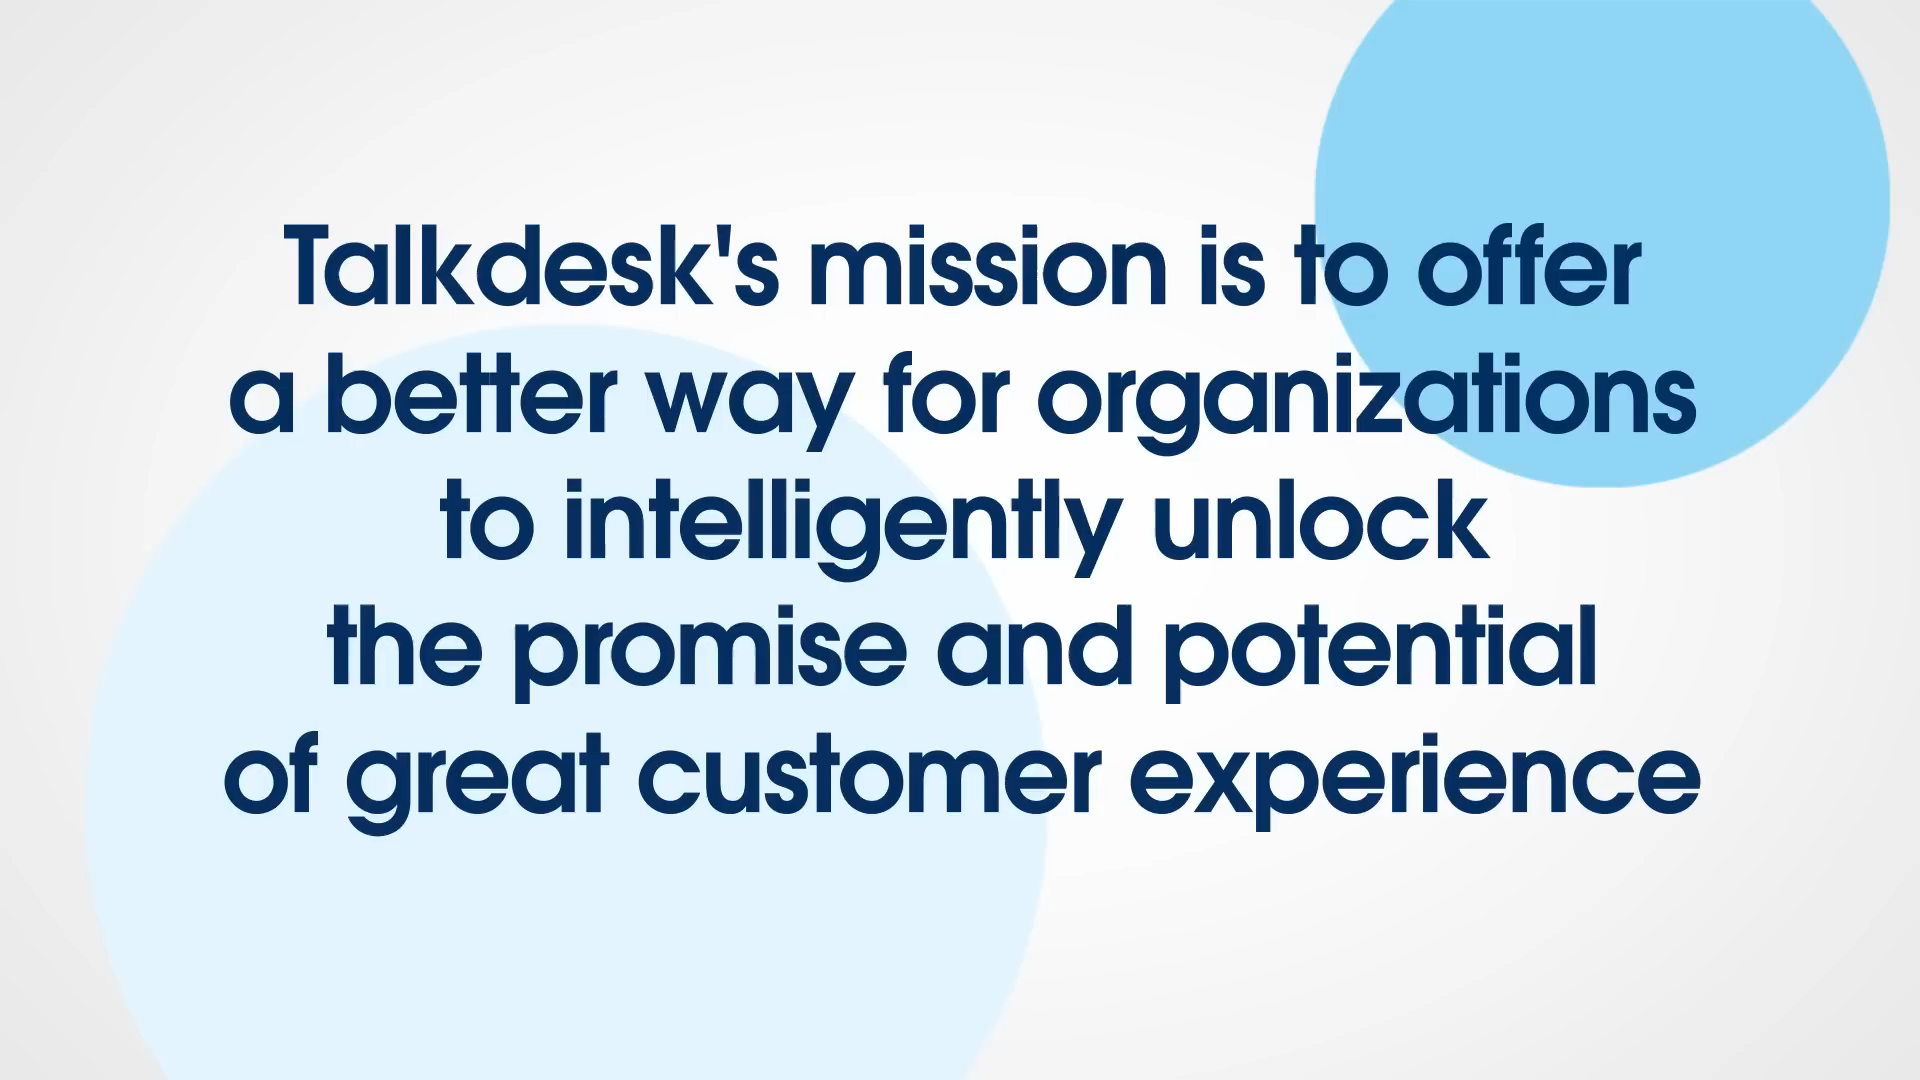 Talkdesk's mission is to offer
a better way for organizations
to intelligently unlock
the promise and potential
of great customer experience